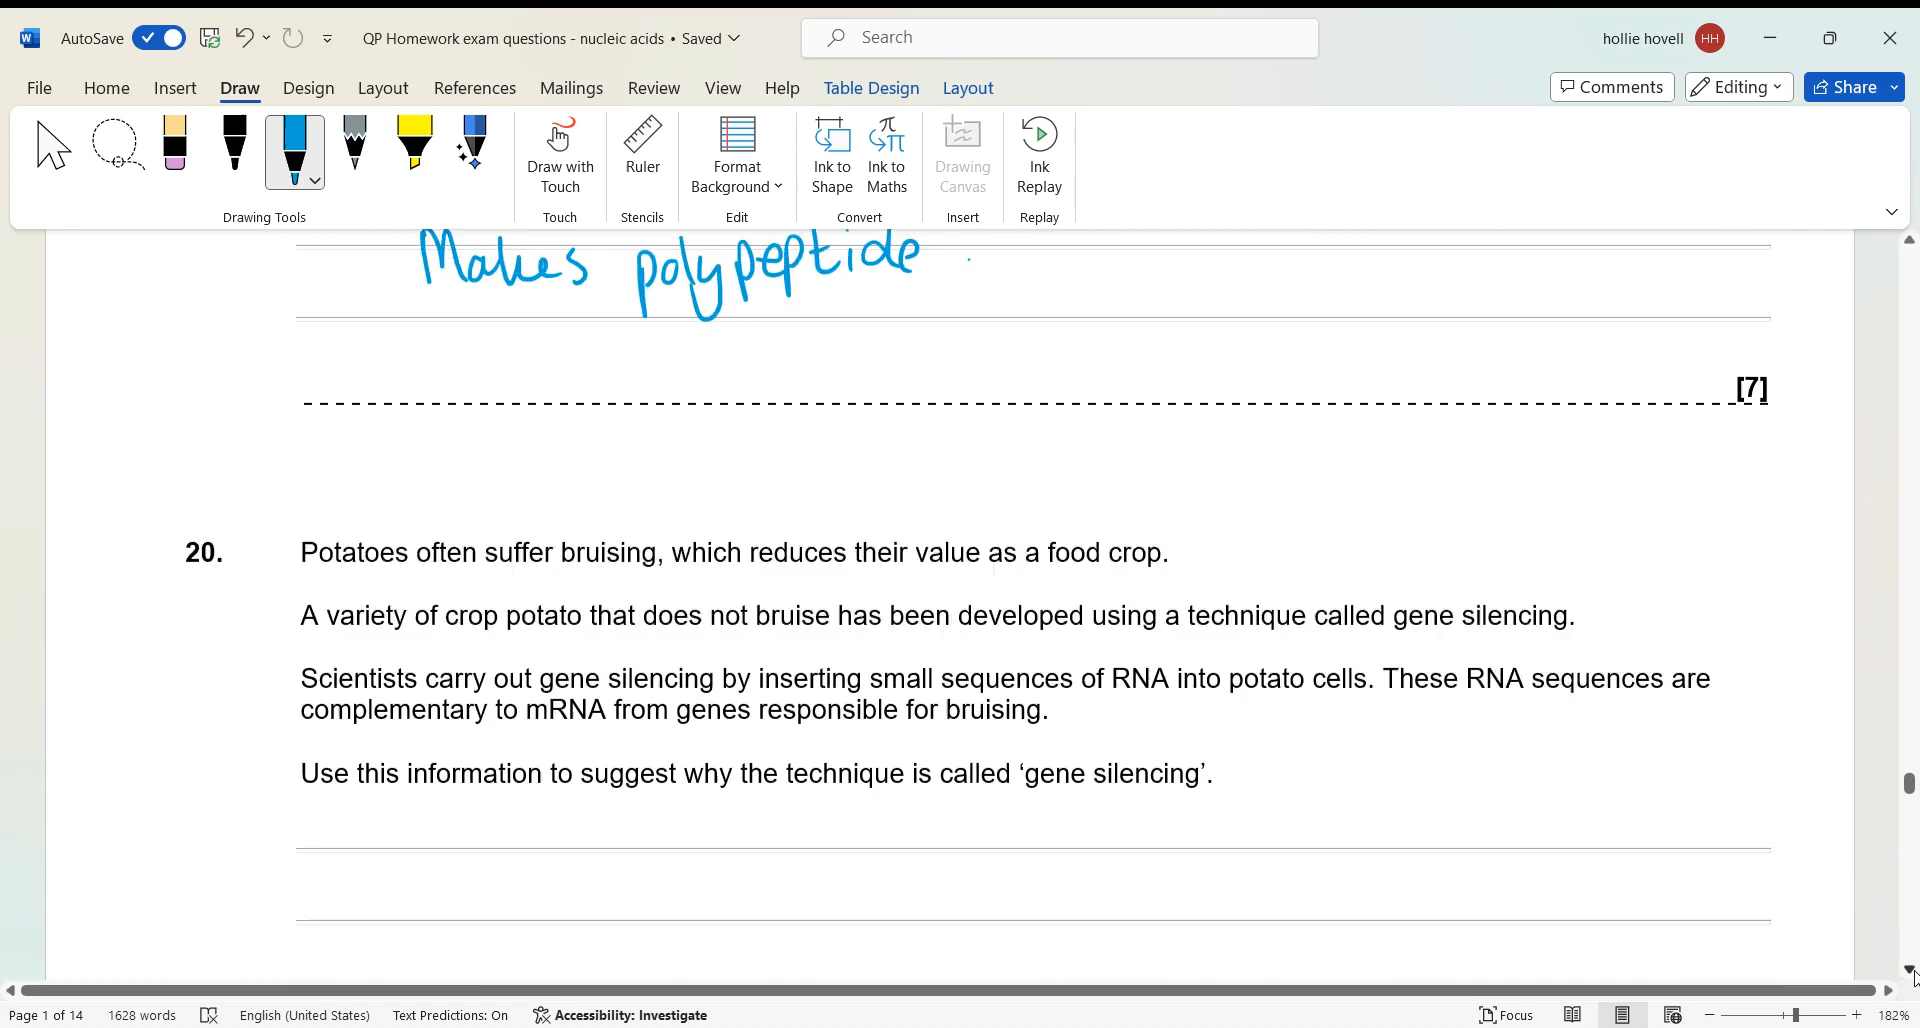 AutoSave
QP Homework exam questions - nucleic acids • Saved
Search
hollie hovell
HH
File
Home
Insert
Draw
Design
Layout
References
Mailings
Review
View
Help
Table Design
Layout
Comments
Editing
Share
Draw with Touch
Ruler
Format Background
Ink to Shape
Ink to Maths
Drawing Canvas
Ink Replay
Drawing Tools
Touch
Stencils
Edit
Convert
Insert
Replay
Makes polypeptide .
[7]
20. Potatoes often suffer bruising, which reduces their value as a food crop.
A variety of crop potato that does not bruise has been developed using a technique called gene silencing.
Scientists carry out gene silencing by inserting small sequences of RNA into potato cells. These RNA sequences are
complementary to mRNA from genes responsible for bruising.
Use this information to suggest why the technique is called ‘gene silencing’.
Page 1 of 14
1628 words
English (United States)
Text Predictions: On
Accessibility: Investigate
Focus
182%